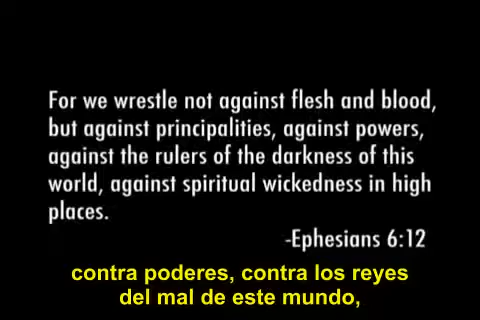 For we wrestle not against flesh and blood,
but against principalities, against powers,
against the rulers of the darkness of this
world, against spiritual wickedness in high
places.
-Ephesians 6:12
contra poderes, contra los reyes
del mal de este mundo,